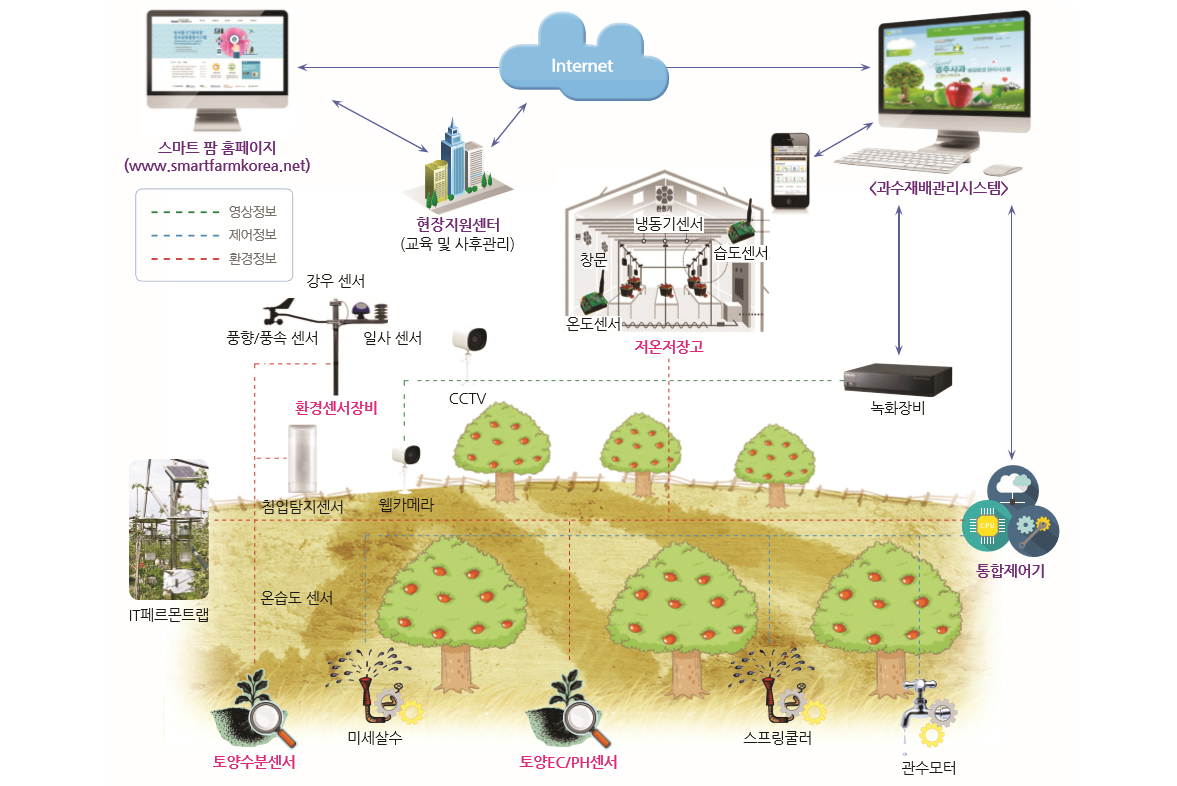 Internet
영주사과
스마트 팜 홈페이지
(www.smartfarmkorea.net)
<과수재배관리시스템>
현장지원센터
(교육 및 사후관리)
영상정보
제어정보
환경정보
환풍기
냉동기센서
습도센서
창문
온도센서
저온저장고
강우 센서
풍향/풍속 센서
일사 센서
환경센서장비
CCTV
녹화장비
침입탐지센서
웹카메라
CPU
통합제어기
온습도 센서
IT페르몬트랩
미세살수
스프링쿨러
토양수분센서
토양EC/PH센서
관수모터